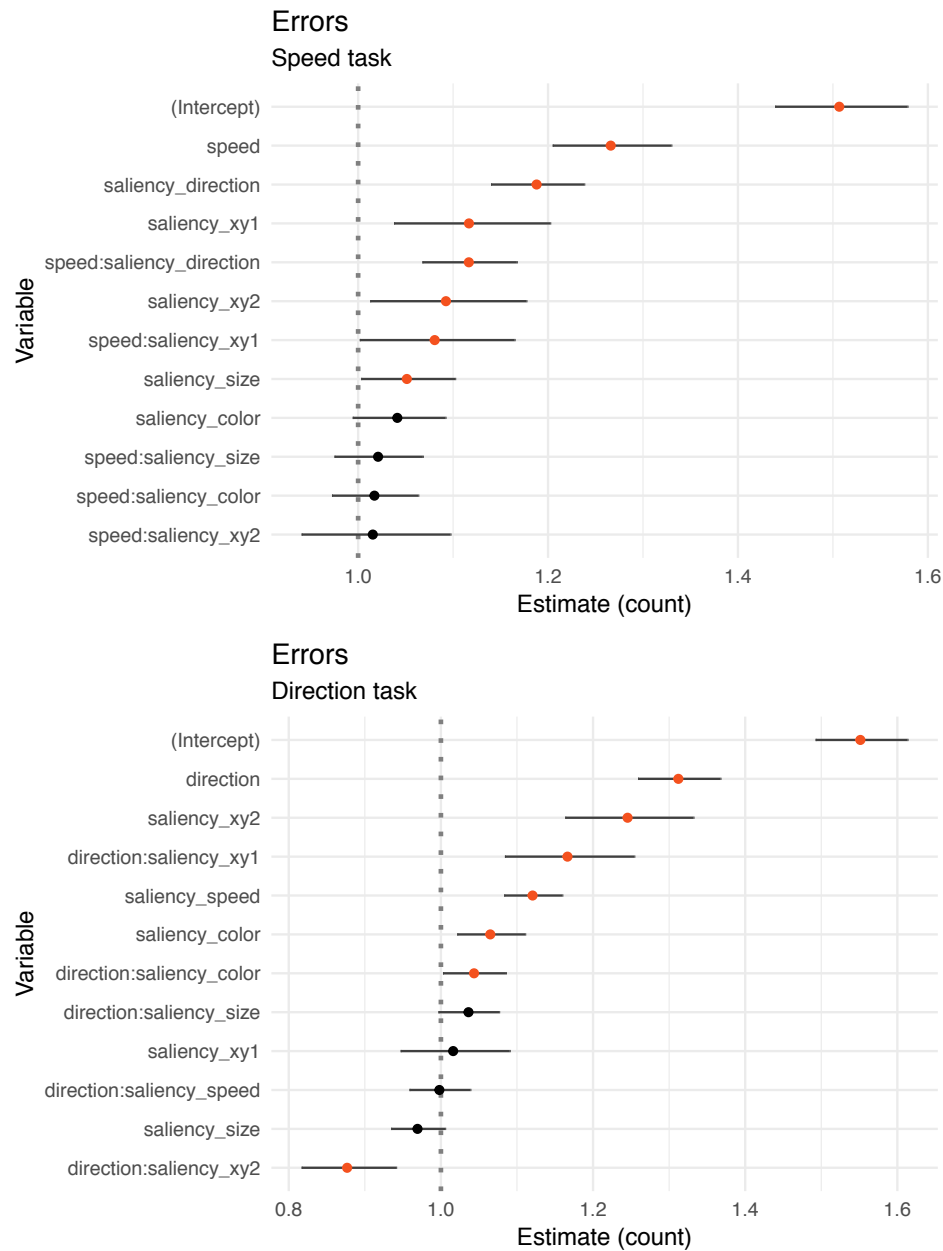 Errors
Speed task
(Intercept)
speed
saliency_direction
saliency_xy1
speed:saliency_direction
saliency_xy2
speed:saliency_xy1
saliency_size
saliency_color
speed:saliency_size
speed:saliency_color
speed:saliency_xy2
Variable
1.0 1.2 1.4 1.6
Estimate (count)
Errors
Direction task
(Intercept)
direction
saliency_xy2
direction:saliency_xy1
saliency_speed
saliency_color
direction:saliency_color
direction:saliency_size
saliency_xy1
direction:saliency_speed
saliency_size
direction:saliency_xy2
Variable
0.8 1.0 1.2 1.4 1.6
Estimate (count)